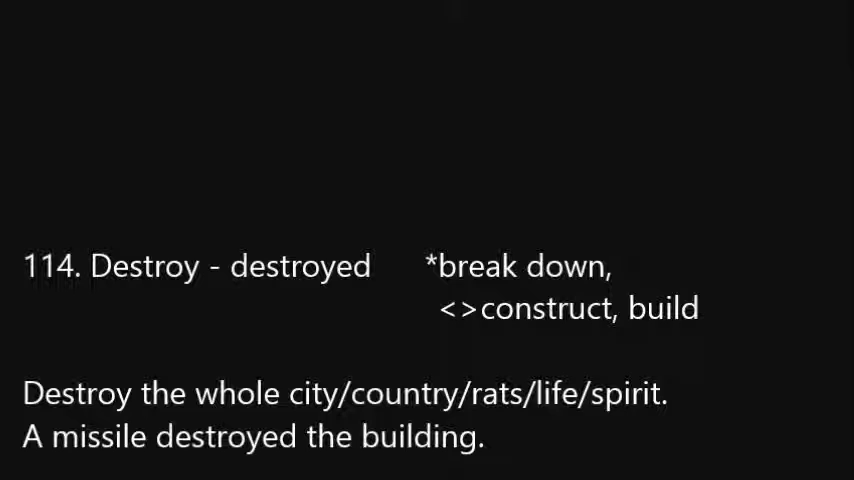 114. Destroy - destroyed *break down,
<>construct, build
Destroy the whole city/country/rats/life/spirit.
A missile destroyed the building.